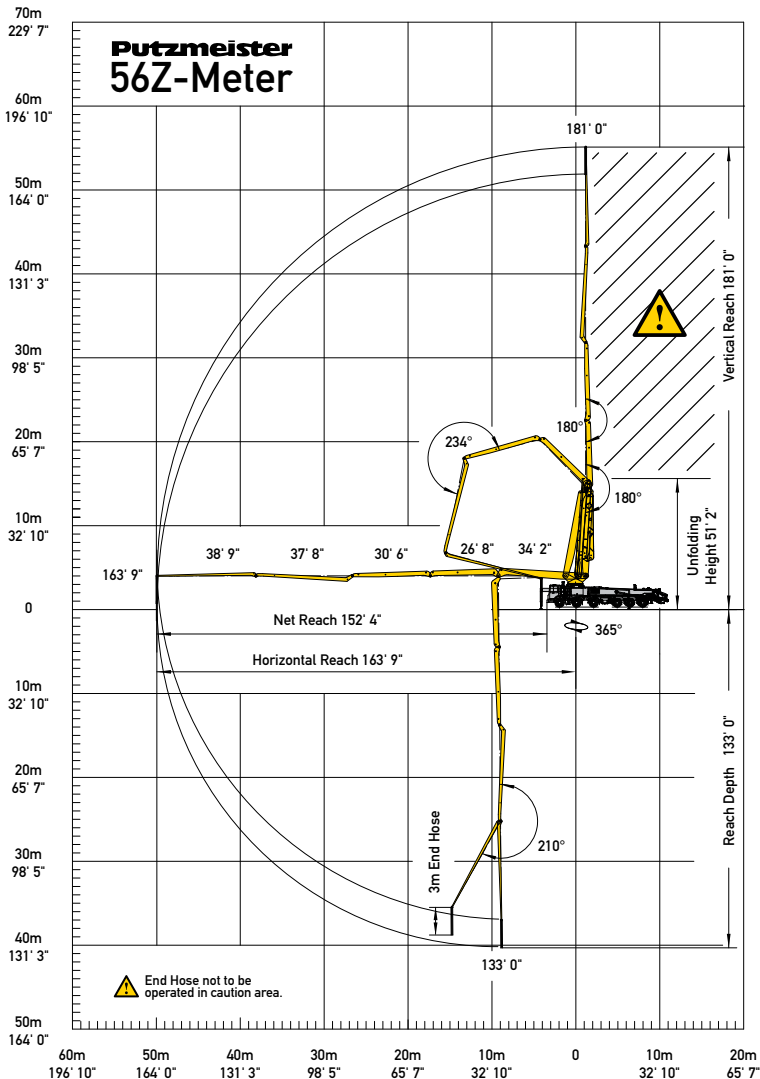 70m
229' 7"
Putzmeister
56Z-Meter
60m
196' 10"
181' 0"
50m
164' 0"
40m
131' 3"
Vertical Reach 181' 0"
!
30m
98' 5"
20m
65' 7"
234°
180°
180°
10m
32' 10"
Unfolding
Height 51' 2"
38' 9" 37' 8" 30' 6" 26' 8" 34' 2"
163' 9"
0
Net Reach 152' 4"
365°
Horizontal Reach 163' 9"
10m
32' 10"
20m
65' 7"
Reach Depth 133' 0"
210°
3m End Hose
30m
98' 5"
40m
131' 3"
133' 0"
!
End Hose not to be
operated in caution area.
50m
164' 0"
60m 50m 40m 30m 20m 10m 0 10m 20m
196' 10" 164' 0" 131' 3" 98' 5" 65' 7" 32' 10" 32' 10" 65' 7"